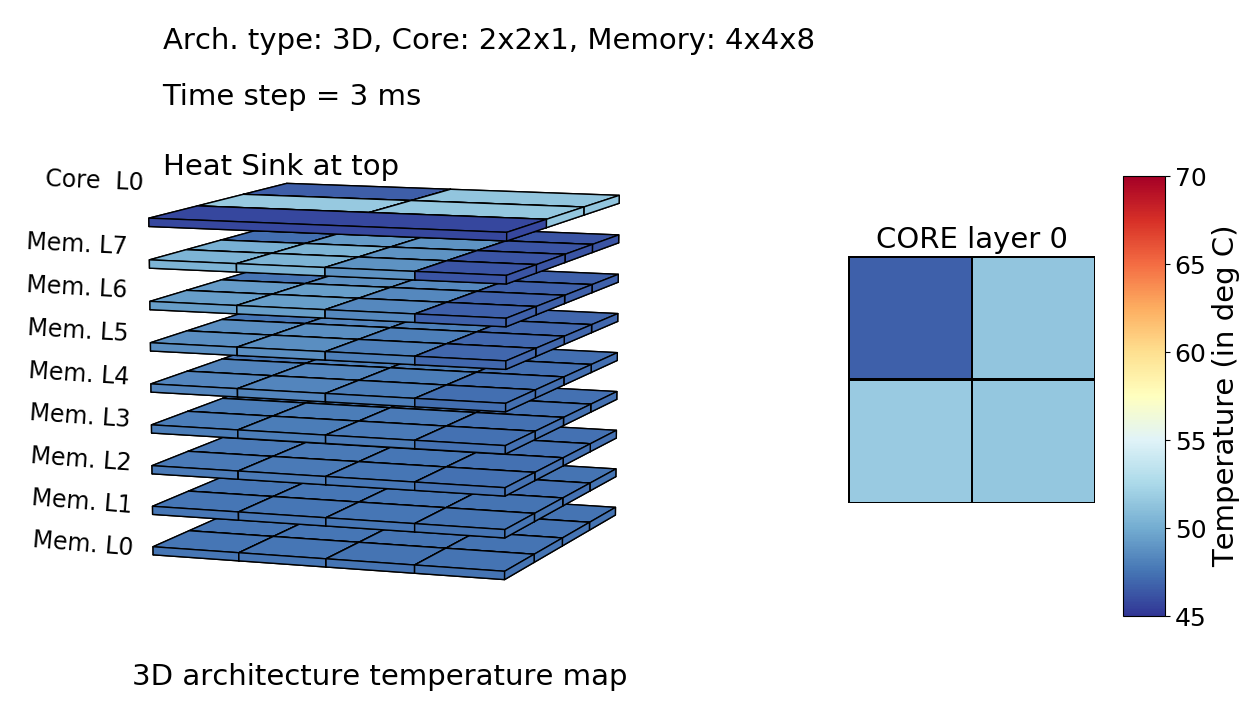 Arch. type: 3D, Core: 2x2x1, Memory: 4x4x8
Time step = 3 ms
Heat Sink at top
Core  L0
Mem. L7
Mem. L6
Mem. L5
Mem. L4
Mem. L3
Mem. L2
Mem. L1
Mem. L0
3D architecture temperature map
CORE layer 0
70
65
60
55
50
45
Temperature (in deg C)